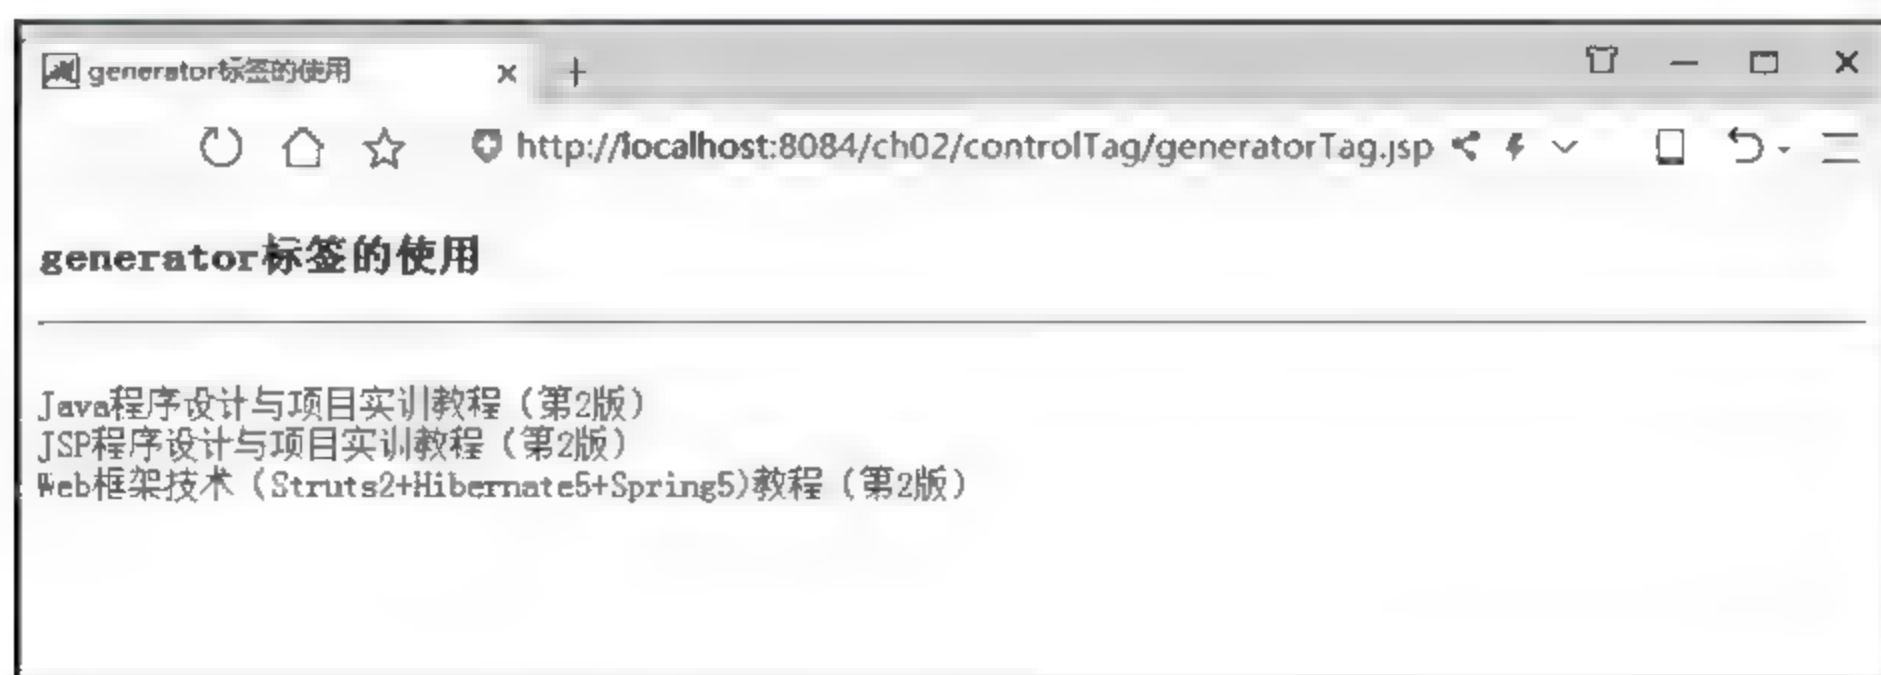 generator标签的使用
http://localhost:8084/ch02/controlTag/generatorTag.jsp
generator标签的使用
Java程序设计与项目实训教程（第2版）
JSP程序设计与项目实训教程（第2版）
Web框架技术（Struts2+Hibernate5+Spring5)教程（第2版）